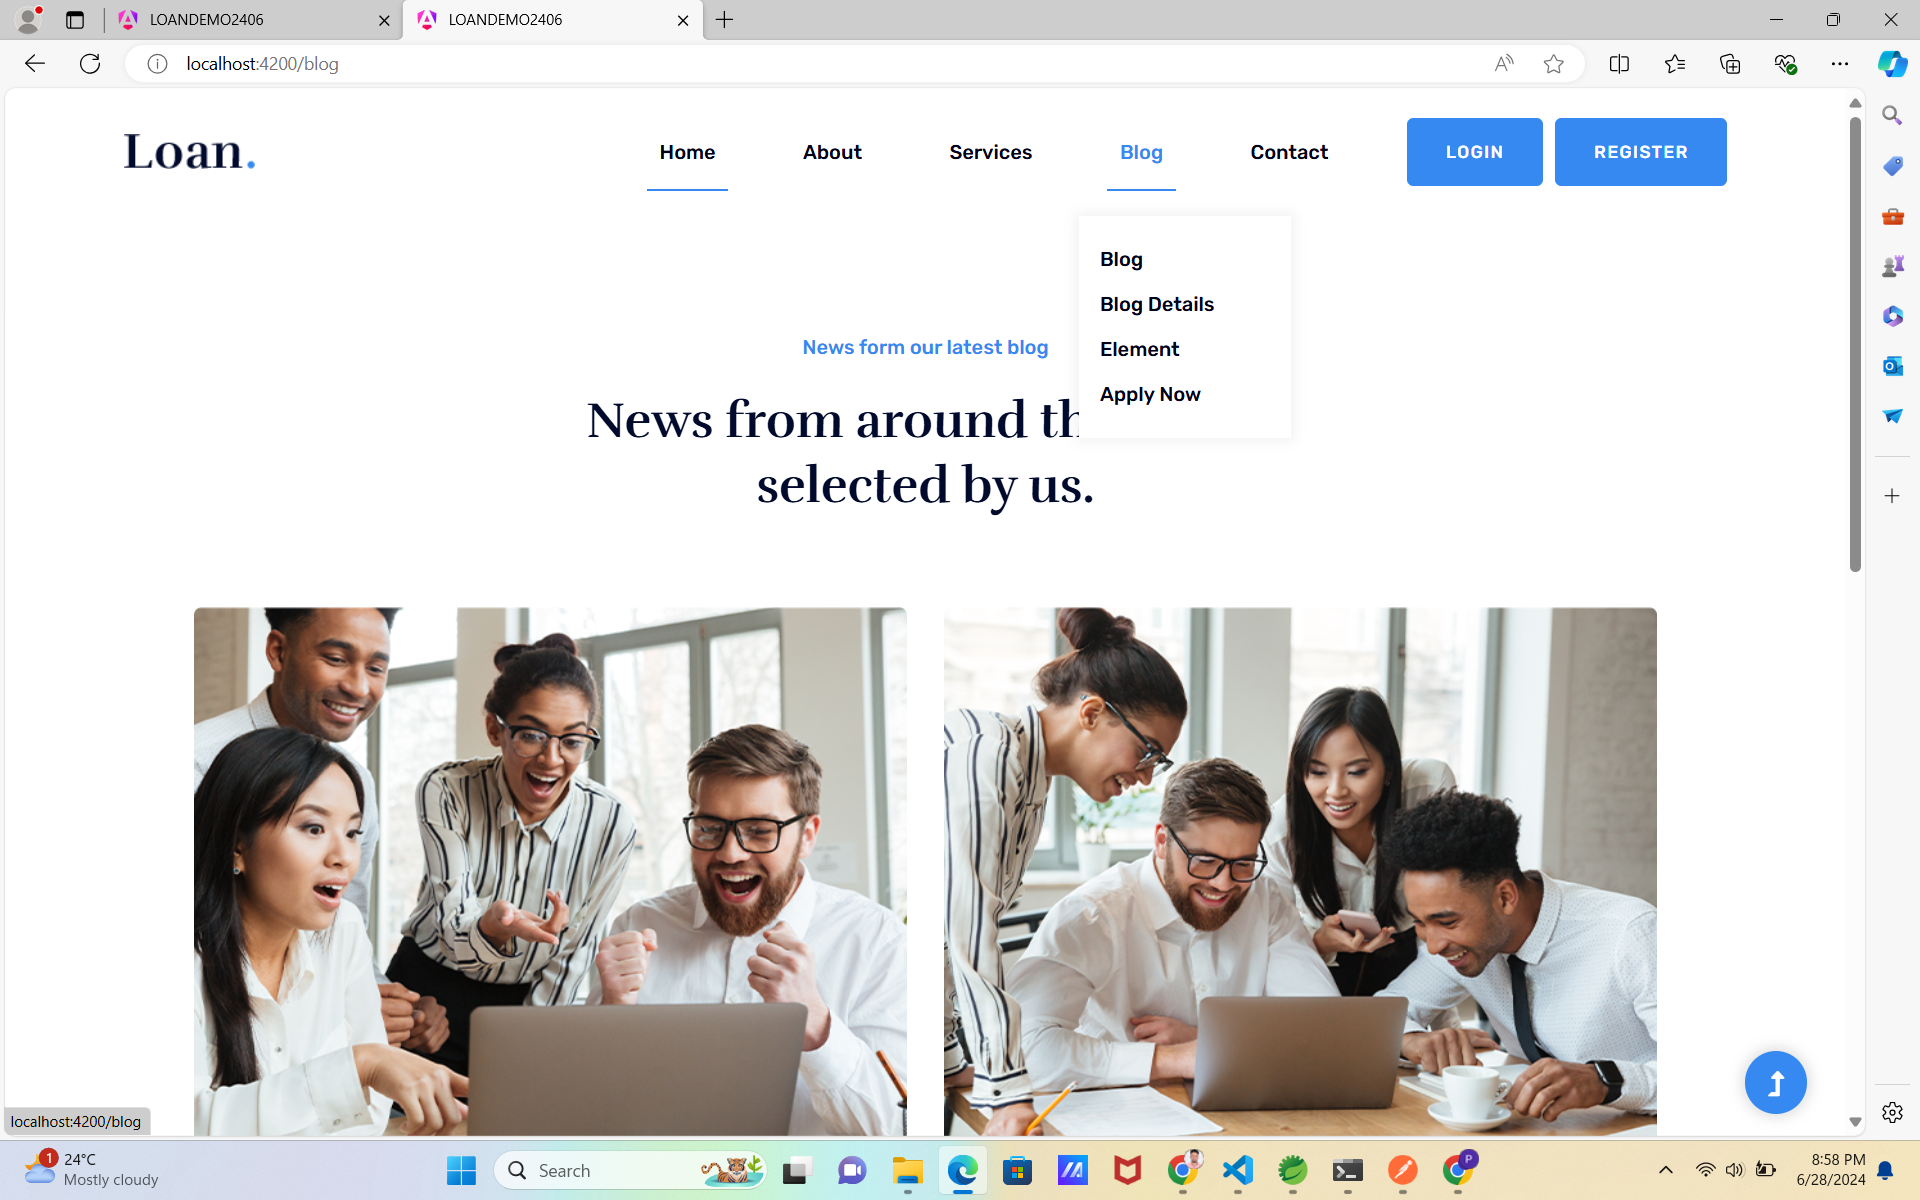 LOANDEMO2406
LOANDEMO2406
localhost:4200/blog
Loan.
Home
About
Services
Blog
Contact
LOGIN
REGISTER
Blog
Blog Details
Element
Apply Now
News form our latest blog
News from around th
selected by us.
localhost:4200/blog
1
24°C
Mostly cloudy
Search
P
8:58 PM
6/28/2024